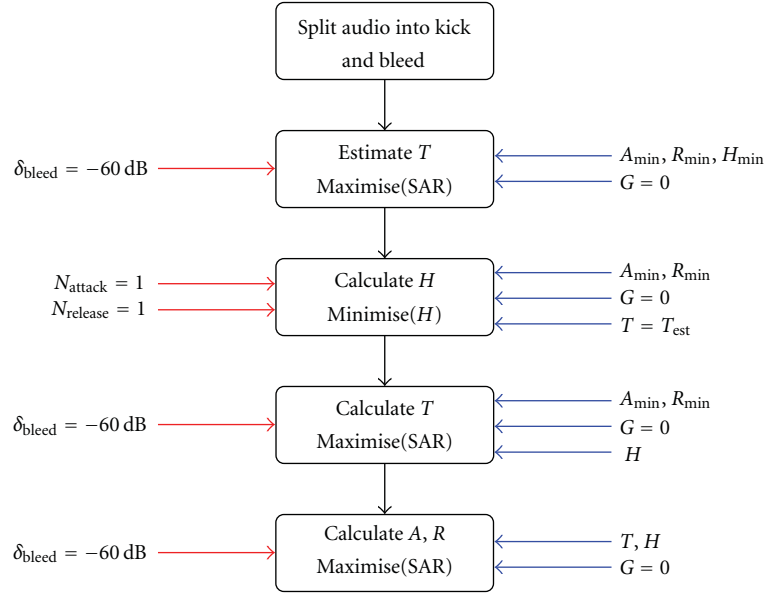 Split audio into kick
and bleed
δbleed = −60 dB
Estimate T
Maximise(SAR)
Amin, Rmin, Hmin
G = 0
Nattack = 1
Nrelease = 1
Calculate H
Minimise(H)
Amin, Rmin
G = 0
T = Test
δbleed = −60 dB
Calculate T
Maximise(SAR)
Amin, Rmin
G = 0
H
δbleed = −60 dB
Calculate A, R
Maximise(SAR)
T, H
G = 0